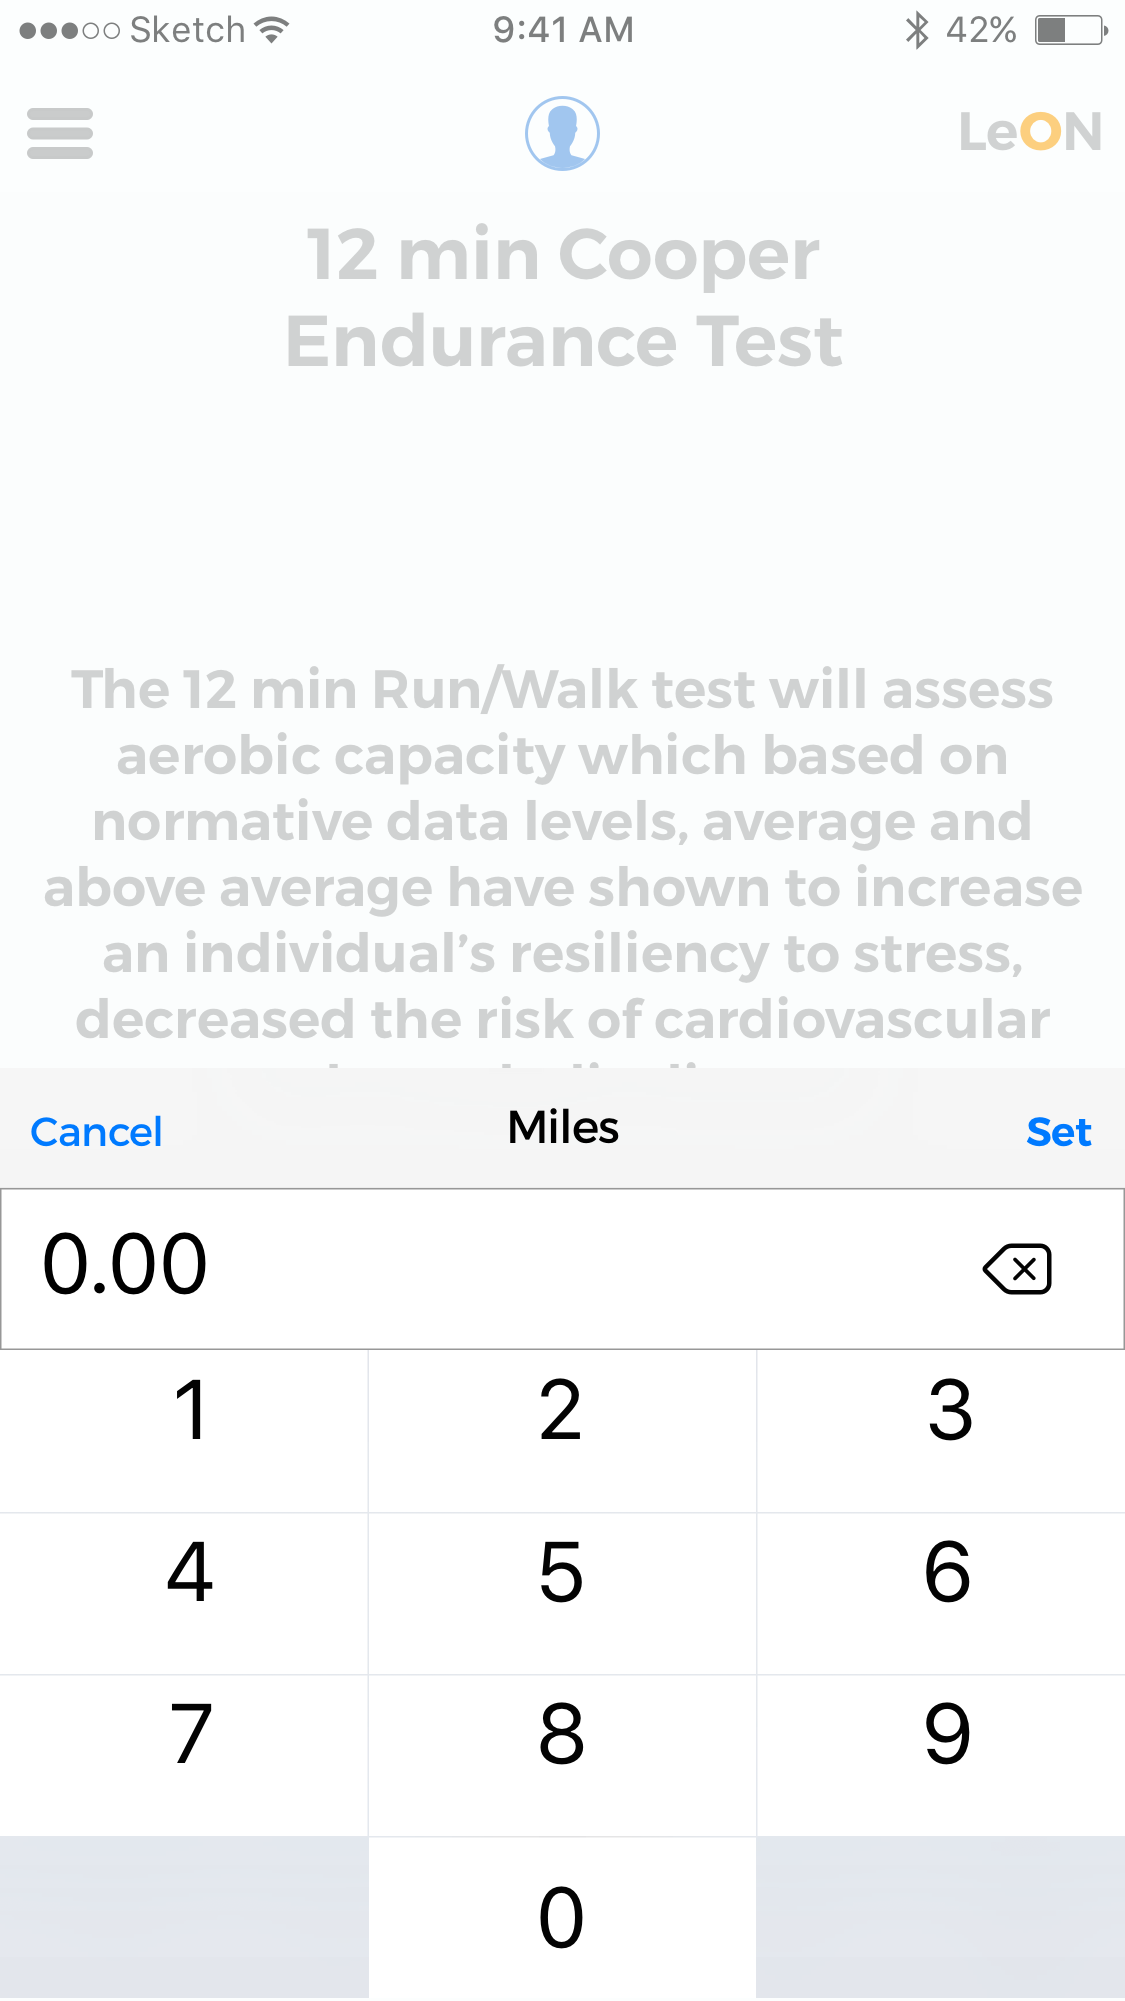 Sketch 9:41 AM 42%
LeON
12 min Cooper
Endurance Test
The 12 min Run/Walk test will assess
aerobic capacity which based on
normative data levels, average and
above average have shown to increase
an individual’s resiliency to stress,
decreased the risk of cardiovascular
Cancel Miles Set
0.00
1 2 3
4 5 6
7 8 9
0